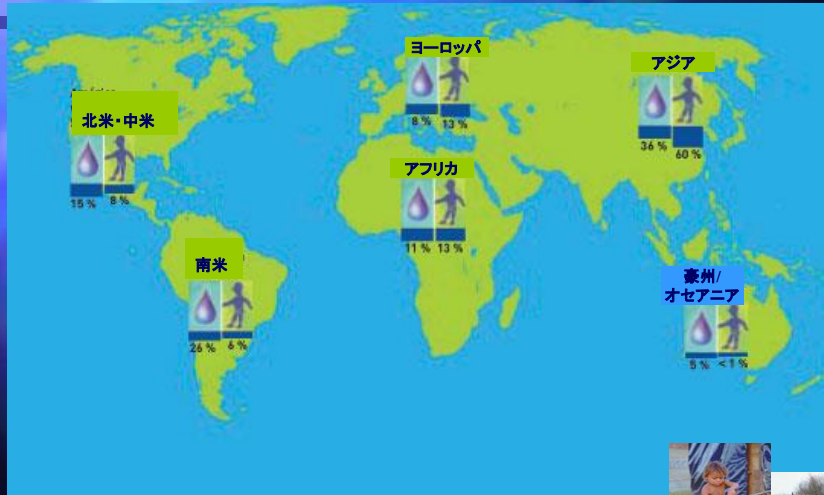 ヨーロッパ
8 % 13 %
アジア
36 % 60 %
北米・中米
15 % 8 %
アフリカ
11 % 13 %
南米
26 % 6 %
豪州/
オセアニア
5 % <1 %